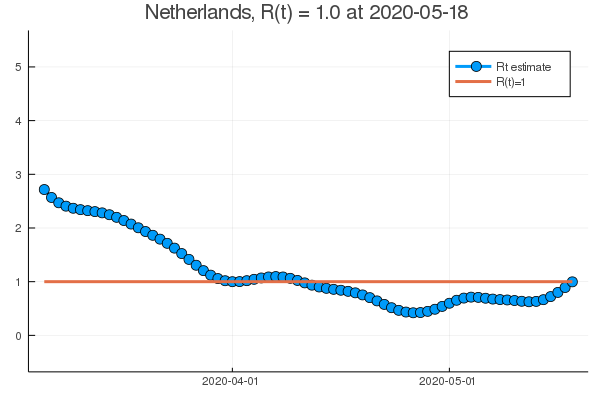 Netherlands, R(t) = 1.0 at 2020-05-18
5
Rt estimate
R(t)=1
4
3
2
1
0
2020-04-01
2020-05-01